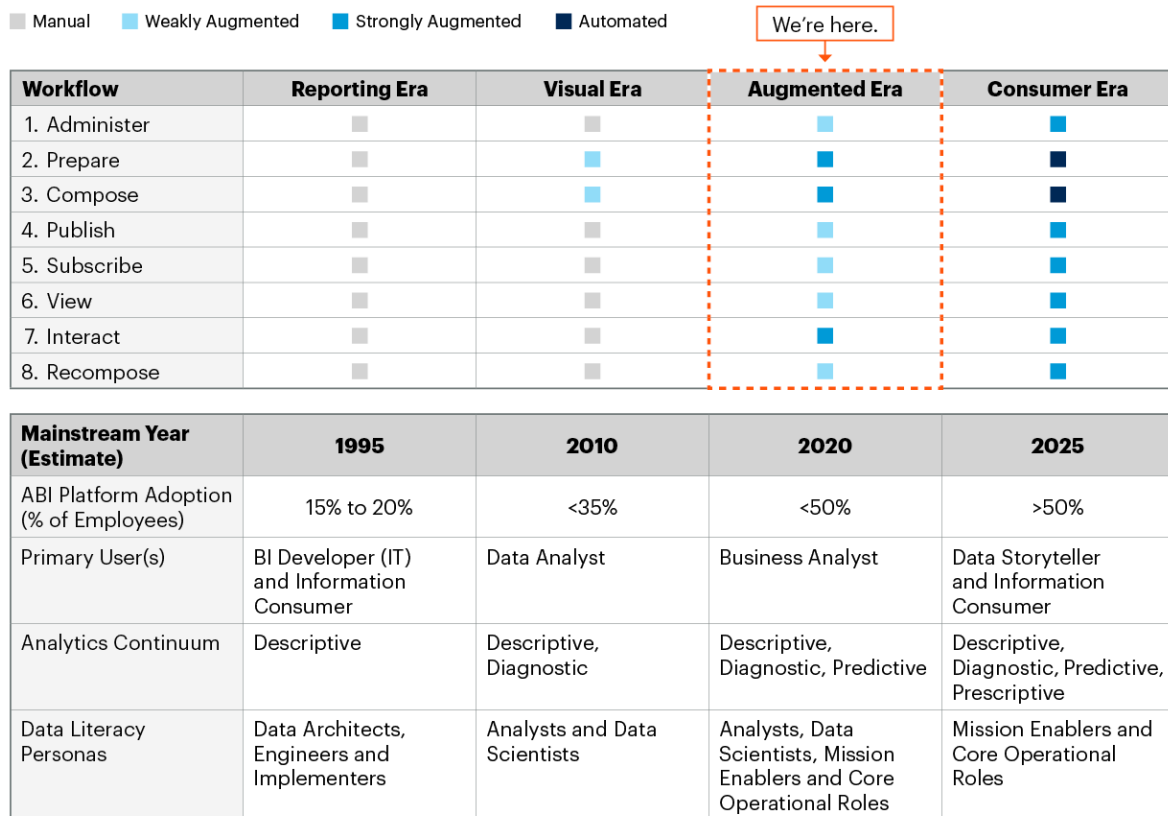 Manual Weakly Augmented Strongly Augmented Automated
We're here.
Workflow Reporting Era Visual Era Augmented Era Consumer Era
1. Administer
2. Prepare
3. Compose
4. Publish
5. Subscribe
6. View
7. Interact
8. Recompose
Mainstream Year
(Estimate)
1995
2010
2020
2025
ABI Platform Adoption
(% of Employees)
15% to 20%
<35%
<50%
>50%
Primary User(s)
BI Developer (IT)
and Information
Consumer
Data Analyst
Business Analyst
Data Storyteller
and Information
Consumer
Analytics Continuum
Descriptive
Descriptive,
Diagnostic
Descriptive,
Diagnostic, Predictive
Descriptive,
Diagnostic, Predictive,
Prescriptive
Data Literacy
Personas
Data Architects,
Engineers and
Implementers
Analysts and Data
Scientists
Analysts, Data
Scientists, Mission
Enablers and Core
Operational Roles
Mission Enablers and
Core Operational
Roles